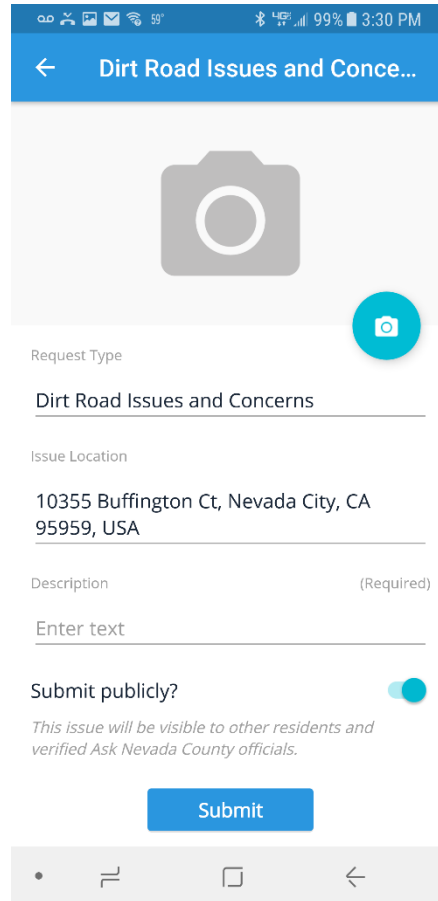 59° 4G 99% 3:30 PM
Dirt Road Issues and Conce...
Request Type
Dirt Road Issues and Concerns
Issue Location
10355 Buffington Ct, Nevada City, CA
95959, USA
Description (Required)
Enter text
Submit publicly?
This issue will be visible to other residents and
verified Ask Nevada County officials.
Submit